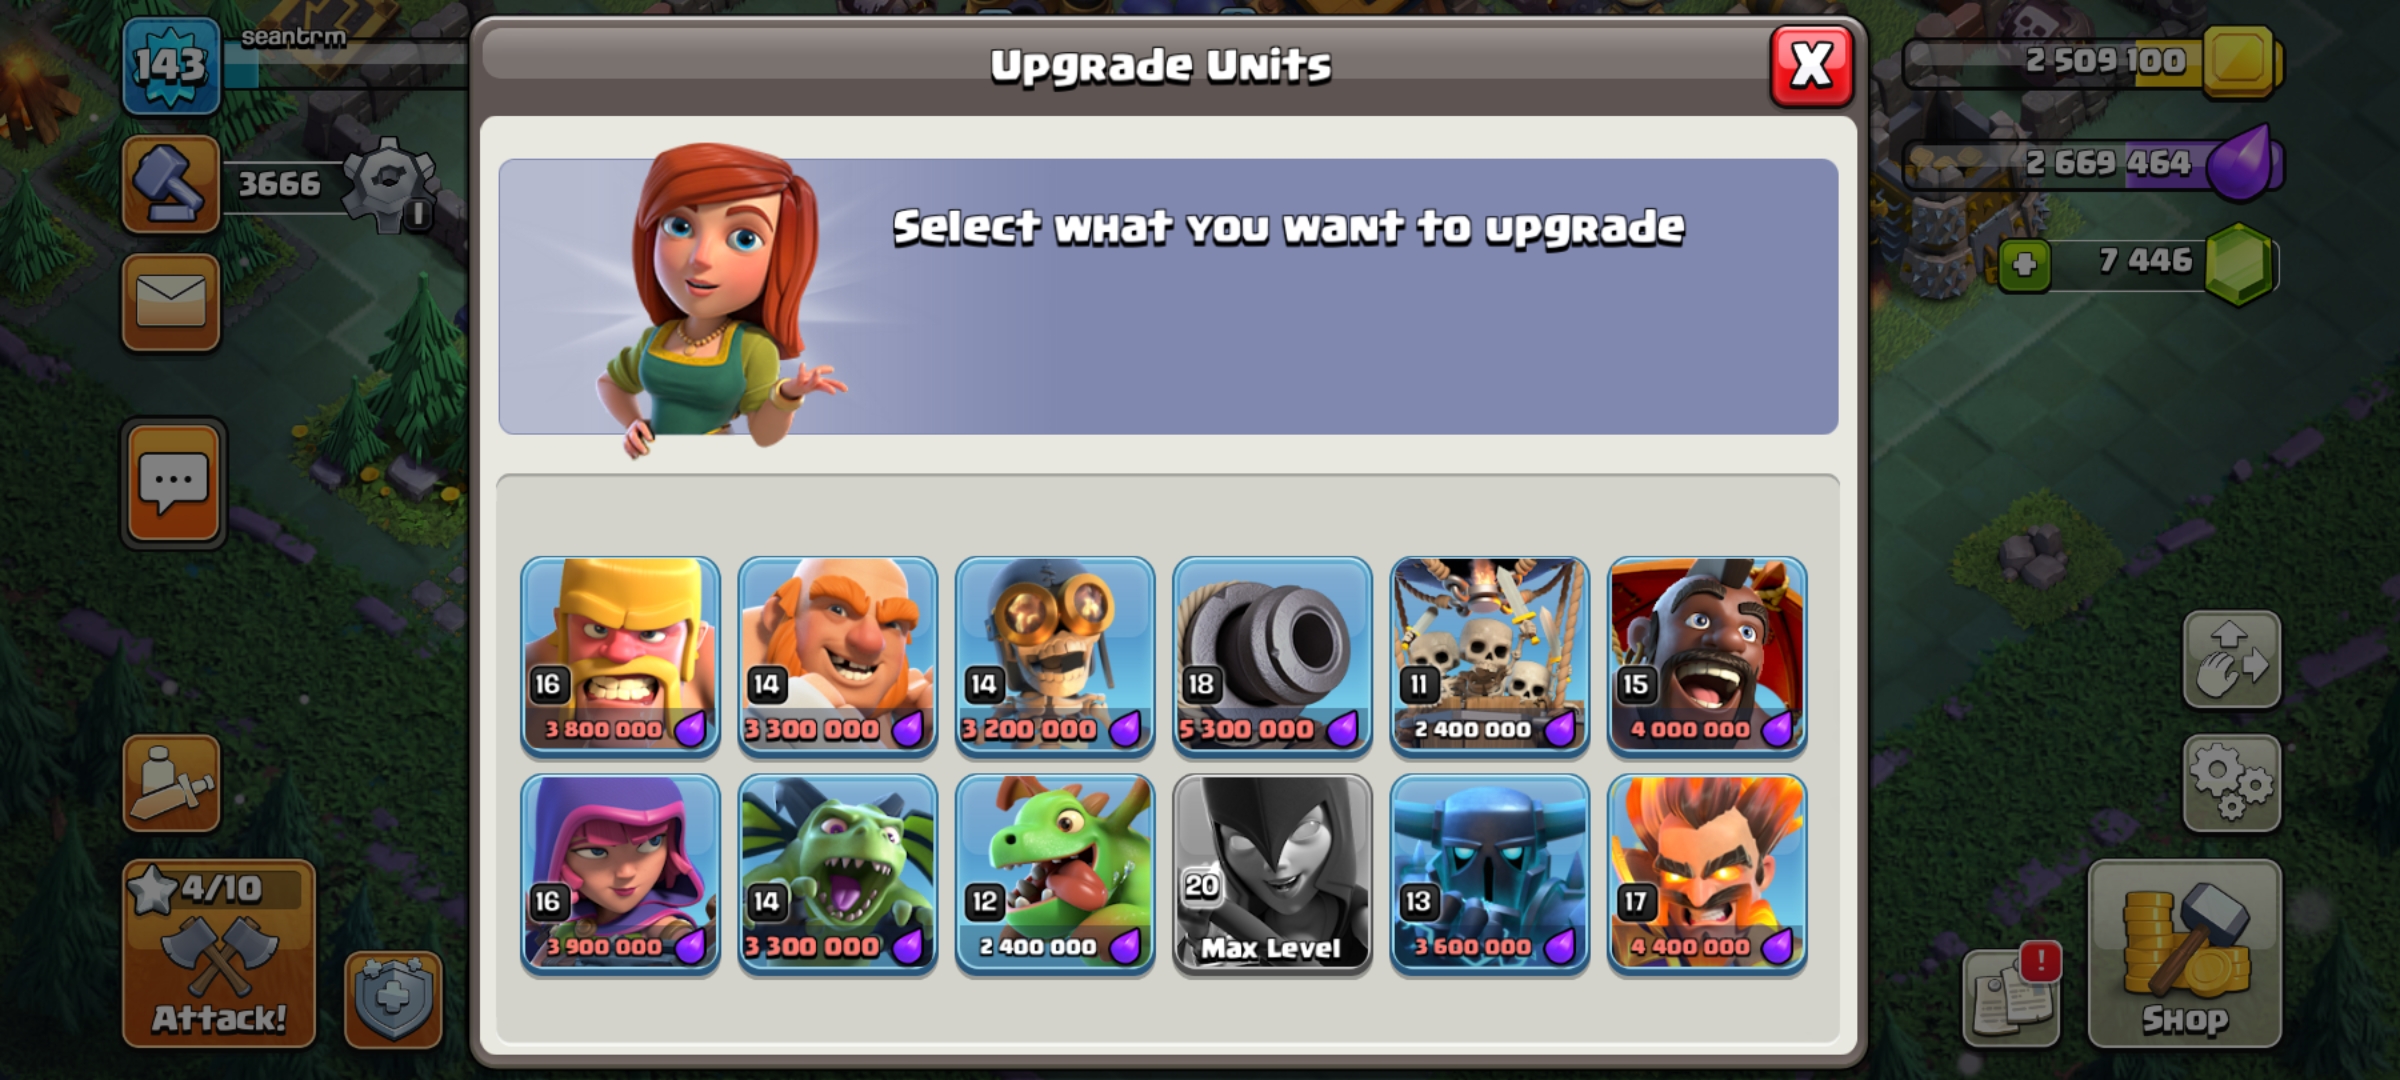 143
seantrm
Upgrade Units
X
2 509 100
3666
1
2 669 464
7 446
Select what you want to upgrade
16
3 800 000
14
3 300 000
14
3 200 000
18
5 300 000
11
2 400 000
15
4 000 000
16
3 900 000
14
3 300 000
12
2 400 000
20
Max Level
13
3 600 000
17
4 400 000
4/10
Attack!
!
Shop